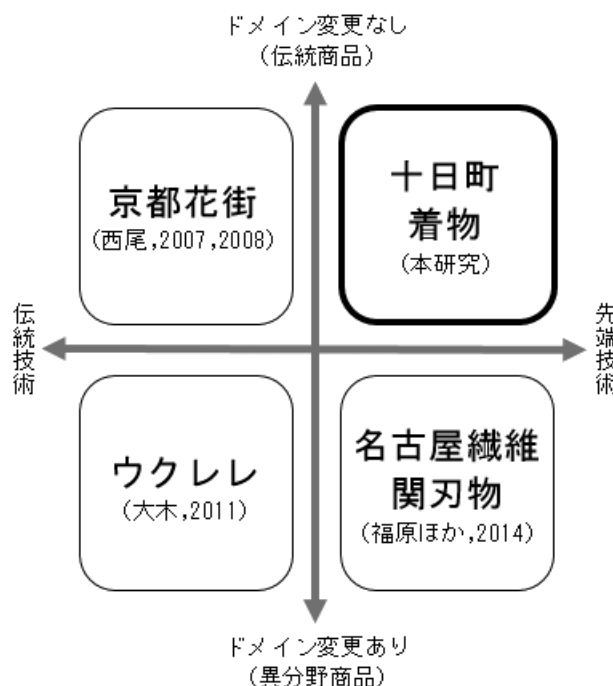 ドメイン変更なし
(伝統商品)
京都花街
(西尾,2007,2008)
十日町
着物
(本研究)
伝統技術
先端技術
ウクレレ
(大木,2011)
名古屋繊維
関刃物
(福原ほか,2014)
ドメイン変更あり
(異分野商品)